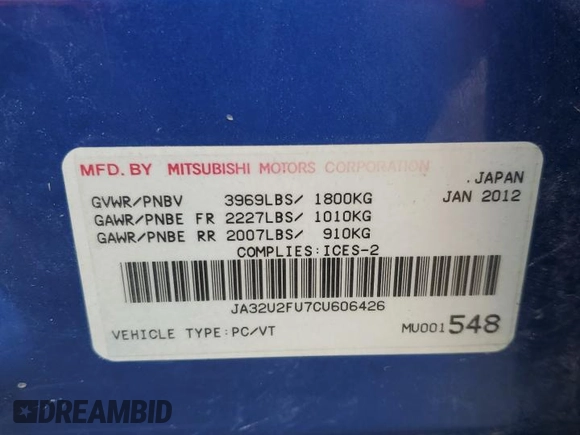 MFD. BY MITSUBISHI MOTORS CORPORATION
.JAPAN
GVWR/PNBV 3969LBS/ 1800KG JAN 2012
GAWR/PNBE FR 2227LBS/ 1010KG
GAWR/PNBE RR 2007LBS/ 910KG
COMPLIES:ICES-2
JA32U2FU7CU606426
VEHICLE TYPE:PC/VT MU001548
DREAMBID